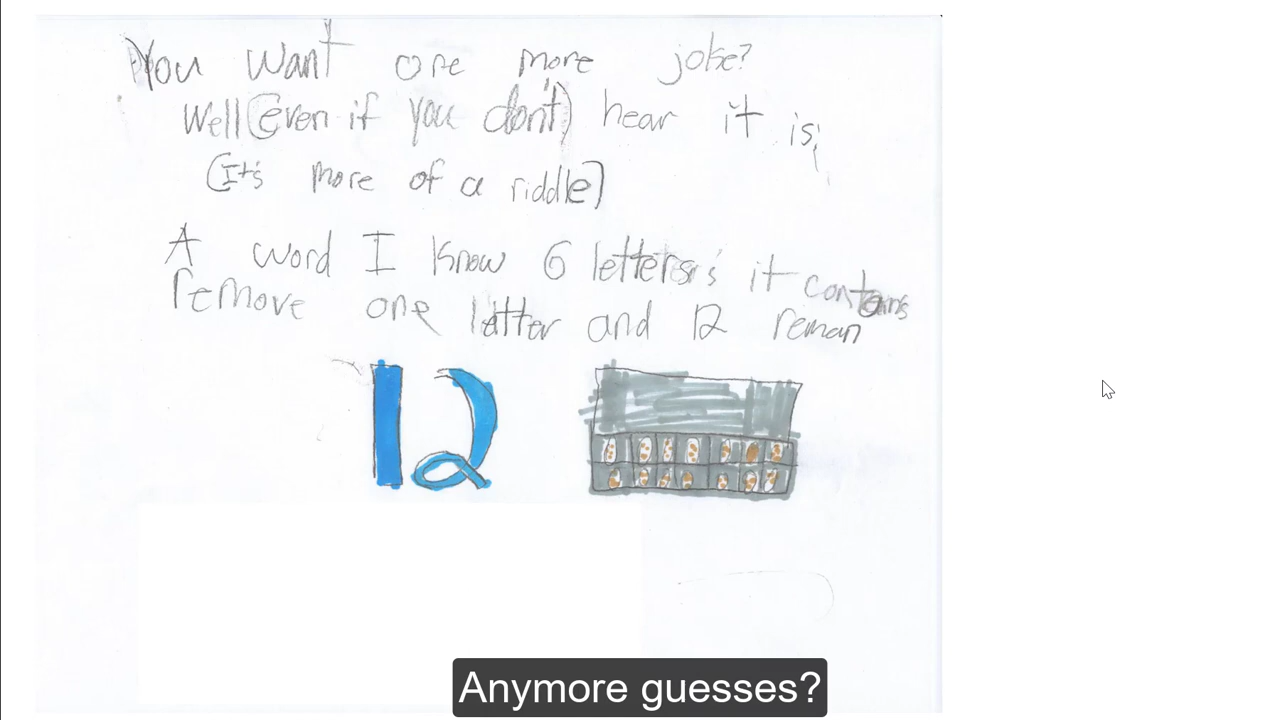 You want one more joke?
Well (even if you don't) hear it is,
(It's more of a riddle)
A word I know 6 letters's it contains
remove one letter and 12 reman
12
Anymore guesses?